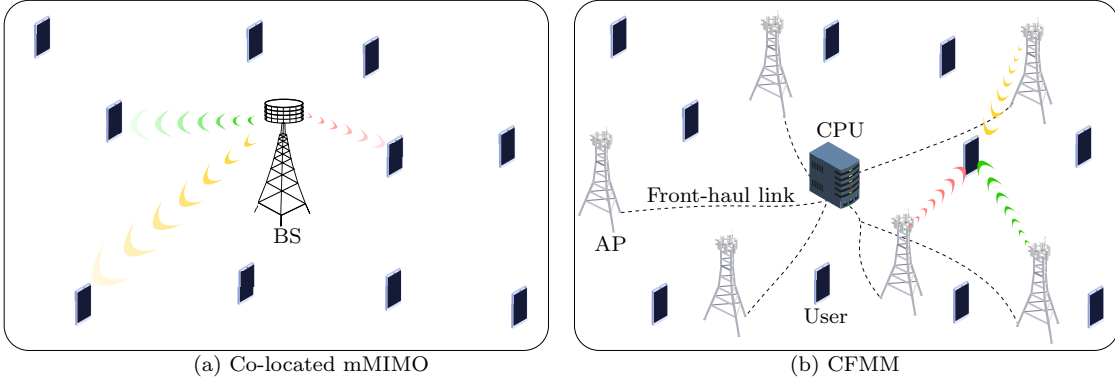 BS
(a) Co-located mMIMO
CPU
Front-haul link
AP
User
(b) CFMM